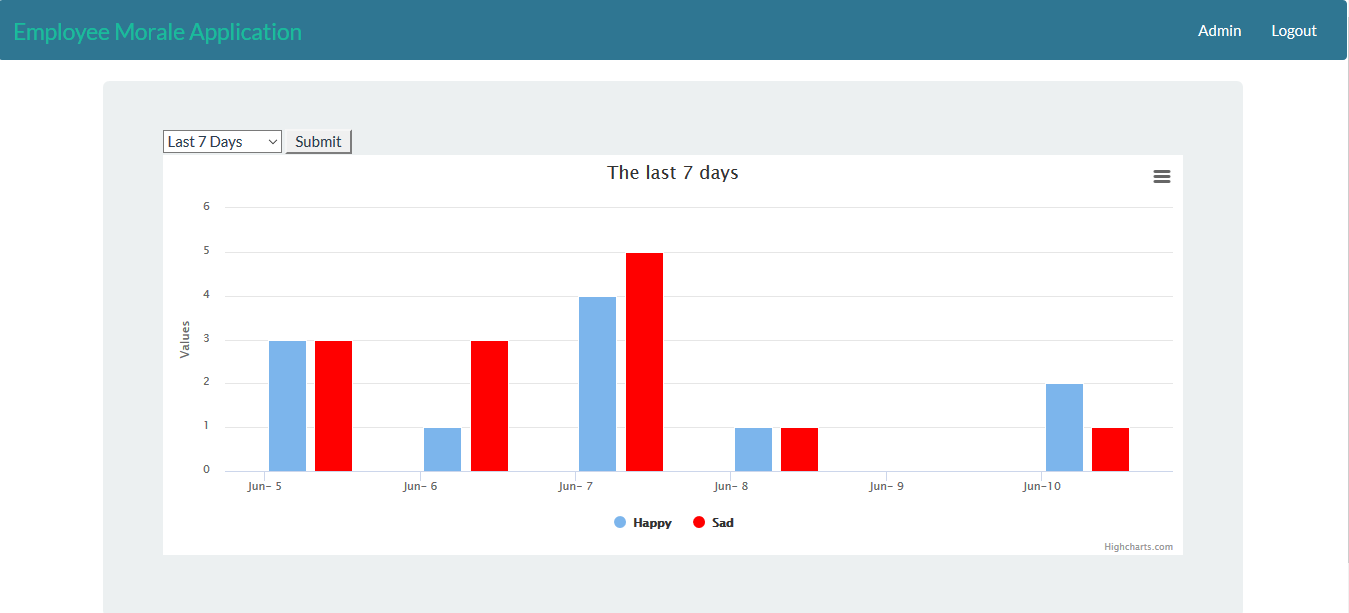 Employee Morale Application
Admin Logout
Last 7 Days Submit
The last 7 days
6
5
4
3
2
1
0
Values
Jun- 5 Jun- 6 Jun- 7 Jun- 8 Jun- 9 Jun-10
Happy Sad
Highcharts.com